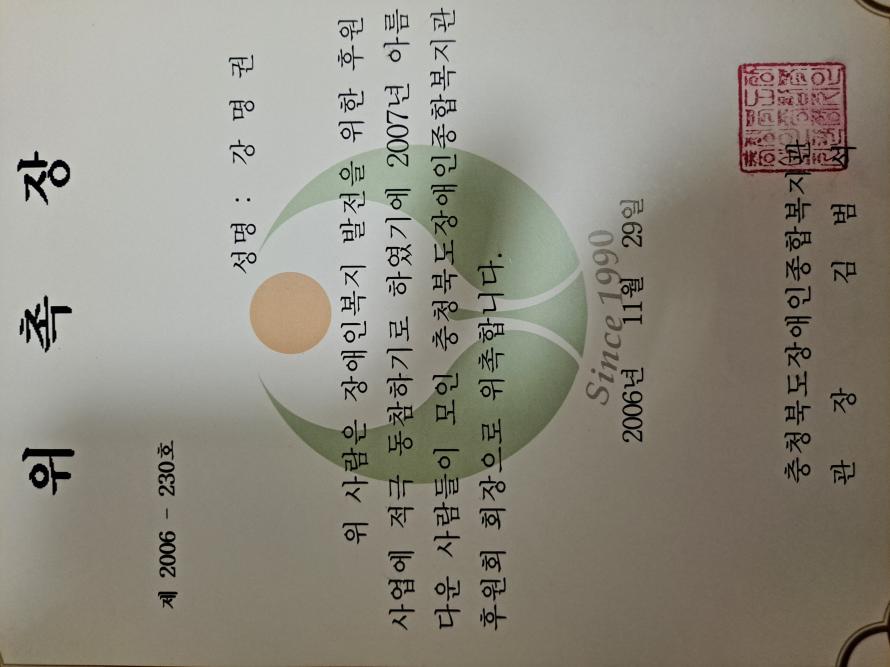 위 촉 장
제 2006 - 230호
성명 : 강 명 권
위 사람은 장애인복지 발전을 위한 후원
사업에 적극 동참하기로 하였기에 2007년 아름
다운 사람들이 모인 충청북도장애인종합복지관
후원회 회장으로 위촉합니다.
Since 1990
2006년 11월 29일
충청북도장애인종합복지관
관 장 김 범 석